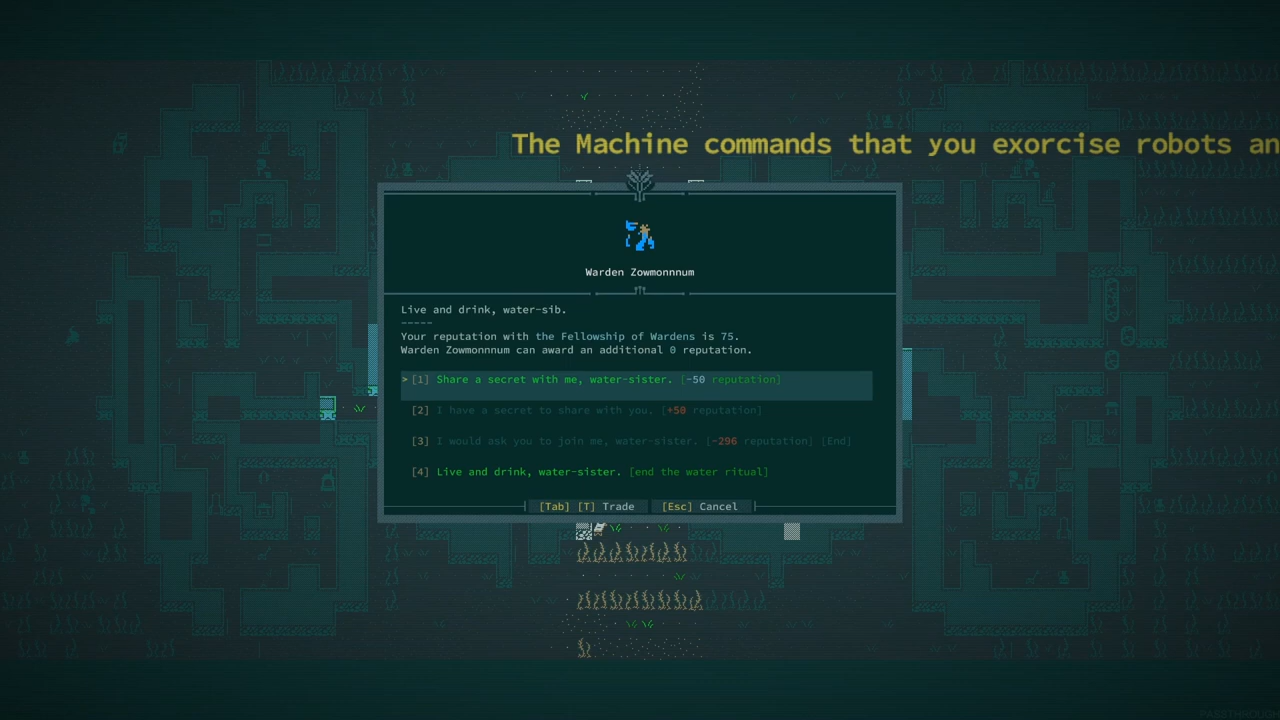 The Machine commands that you exorcise robots an
Warden Zowmonnnum
Live and drink, water-sib.
-----
Your reputation with the Fellowship of Wardens is 75.
Warden Zowmonnnum can award an additional 0 reputation.
>[1] Share a secret with me, water-sister. [-50 reputation]
[2] I have a secret to share with you. [+50 reputation]
[3] I would ask you to join me, water-sister. [-296 reputation] [End]
[4] Live and drink, water-sister. [end the water ritual]
[Tab] [T] Trade [Esc] Cancel